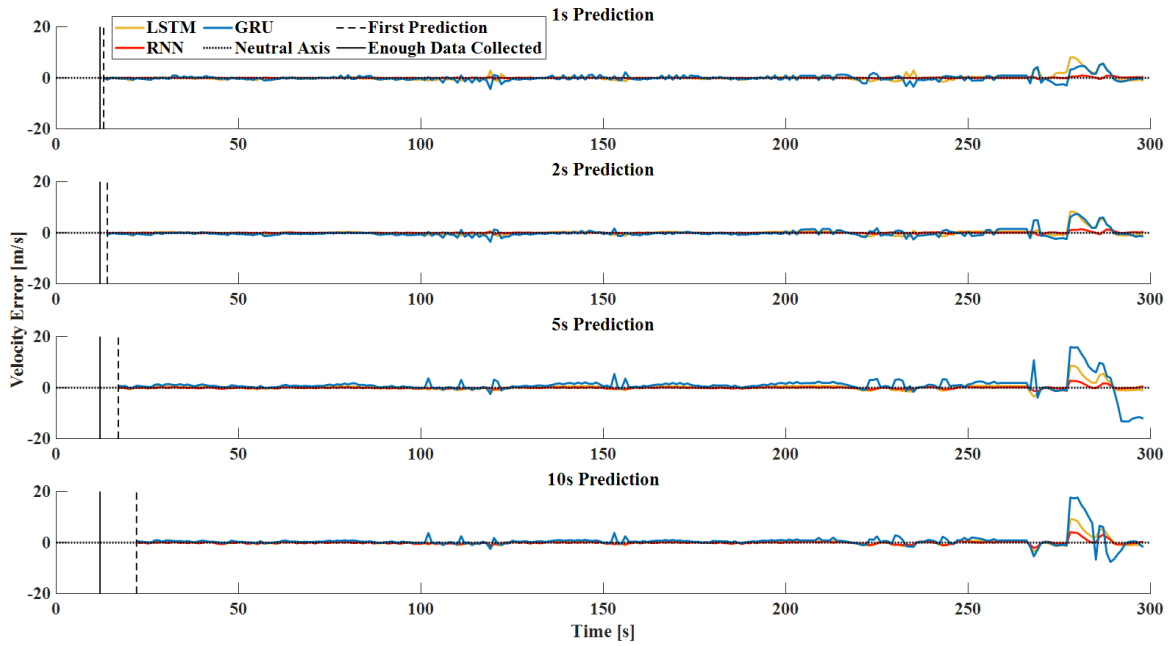 1s Prediction
LSTM GRU First Prediction
RNN Neutral Axis Enough Data Collected
20
0
-20
0 50 100 150 200 250 300
2s Prediction
20
0
-20
0 50 100 150 200 250 300
Velocity Error [m/s]
5s Prediction
20
0
-20
0 50 100 150 200 250 300
10s Prediction
20
0
-20
0 50 100 150 200 250 300
Time [s]